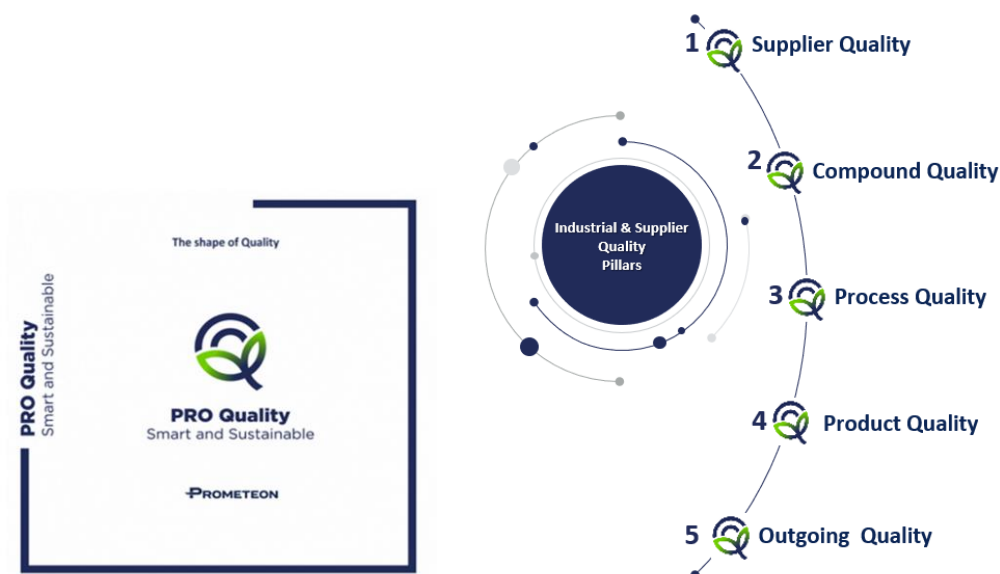 The shape of Quality
PRO Quality
Smart and Sustainable
PRO Quality
Smart and Sustainable
PROMETEON
Industrial & Supplier
Quality
Pillars
1 Supplier Quality
2 Compound Quality
3 Process Quality
4 Product Quality
5 Outgoing Quality